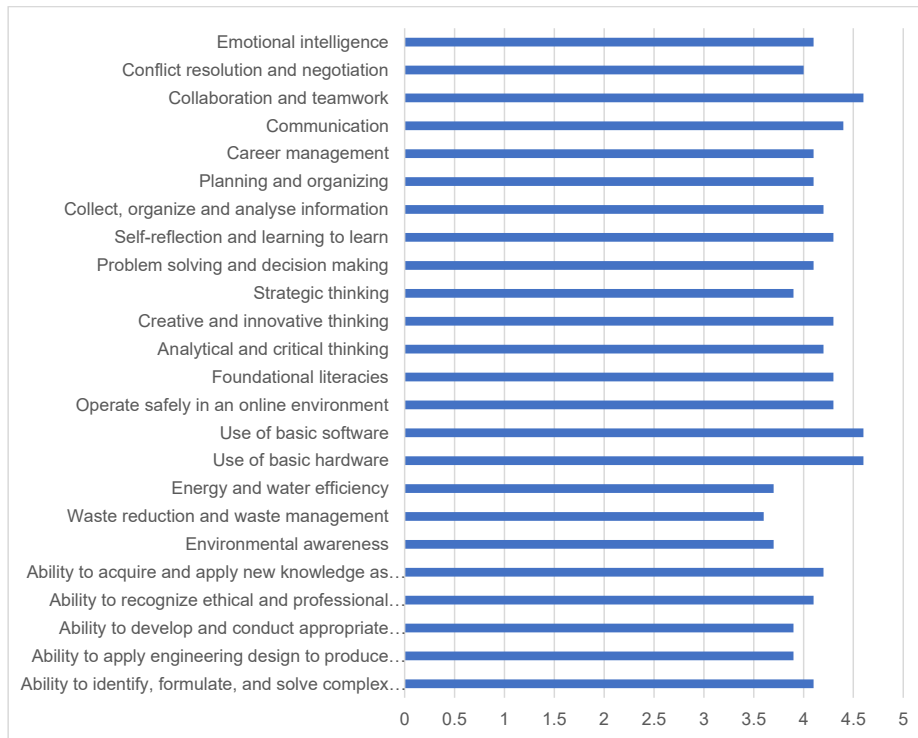 Emotional intelligence
Conflict resolution and negotiation
Collaboration and teamwork
Communication
Career management
Planning and organizing
Collect, organize and analyse information
Self-reflection and learning to learn
Problem solving and decision making
Strategic thinking
Creative and innovative thinking
Analytical and critical thinking
Foundational literacies
Operate safely in an online environment
Use of basic software
Use of basic hardware
Energy and water efficiency
Waste reduction and waste management
Environmental awareness
Ability to acquire and apply new knowledge as…
Ability to recognize ethical and professional…
Ability to develop and conduct appropriate…
Ability to apply engineering design to produce…
Ability to identify, formulate, and solve complex…
0 0.5 1 1.5 2 2.5 3 3.5 4 4.5 5